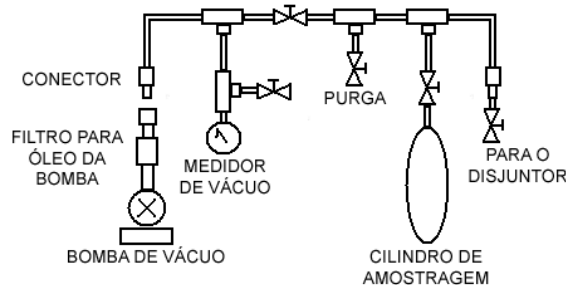 CONECTOR
FILTRO PARA
ÓLEO DA
BOMBA
BOMBA DE VÁCUO
MEDIDOR
DE VÁCUO
PURGA
CILINDRO DE
AMOSTRAGEM
PARA O
DISJUNTOR